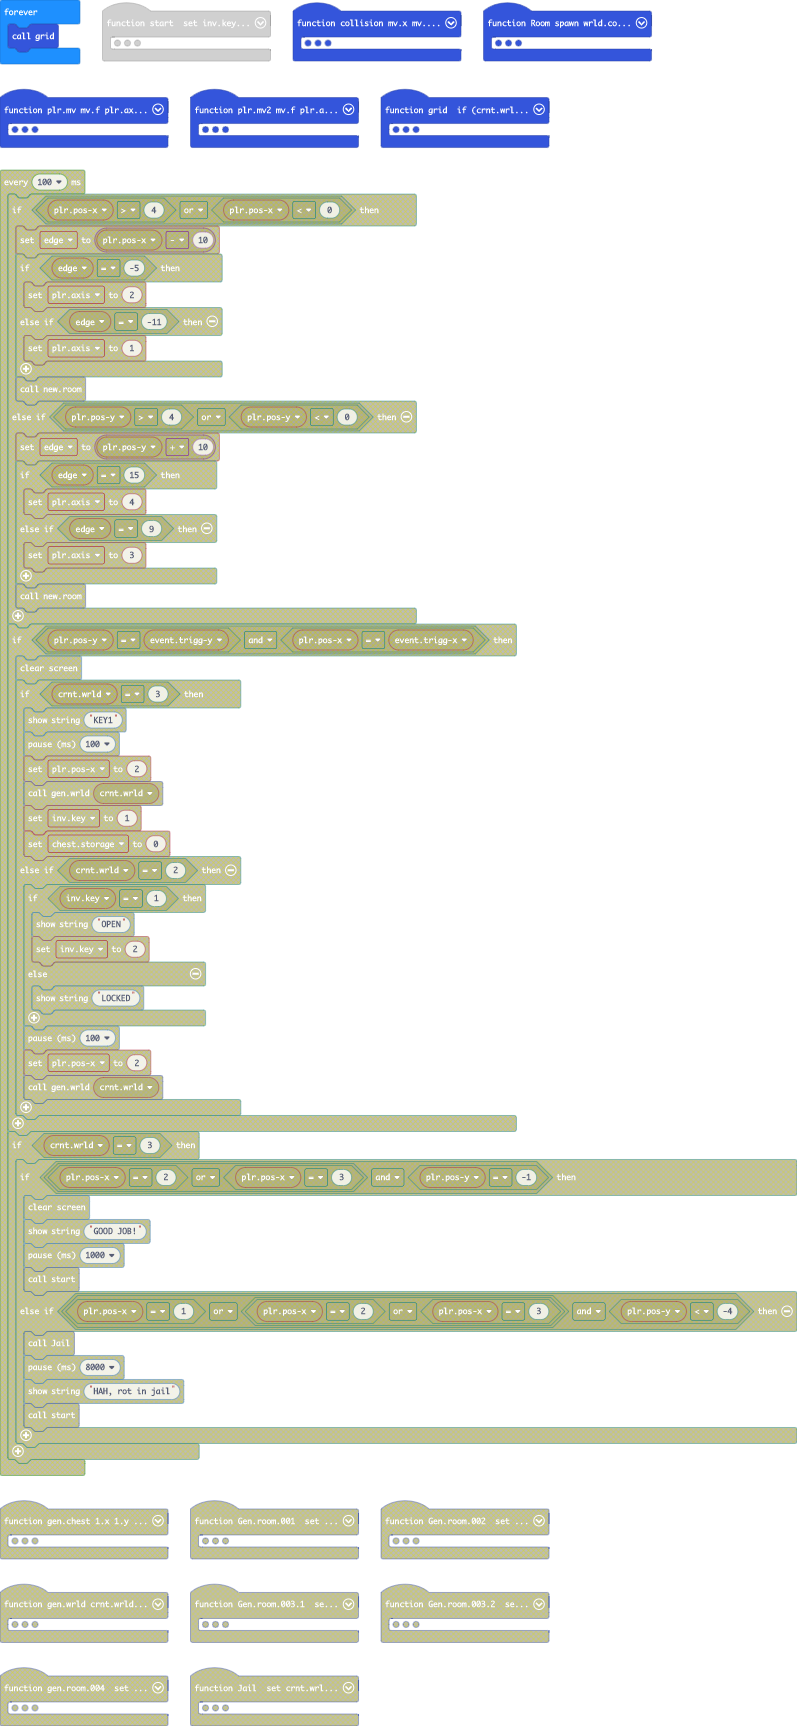 forever
call grid
function start set inv.key...
function collision mv.x mv....
function Room spawn wrld.co...
function plr.mv mv.f plr.ax...
function plr.mv2 mv.f plr.a...
function grid if (crnt.wrl...
every 100 ms
if plr.pos-x > 4 or plr.pos-x < 0 then
set edge to plr.pos-x - 10
if edge = -5 then
set plr.axis to 2
else if edge = -11 then
set plr.axis to 1
call new.room
else if plr.pos-y > 4 or plr.pos-y < 0 then
set edge to plr.pos-y + 10
if edge = 15 then
set plr.axis to 4
else if edge = 9 then
set plr.axis to 3
call new.room
if plr.pos-y = event.trigg-y and plr.pos-x = event.trigg-x then
clear screen
if crnt.wrld = 3 then
show string "KEY1"
pause (ms) 100
set plr.pos-x to 2
call gen.wrld crnt.wrld
set inv.key to 1
set chest.storage to 0
else if crnt.wrld = 2 then
if inv.key = 1 then
show string "OPEN"
set inv.key to 2
else
show string "LOCKED"
pause (ms) 100
set plr.pos-x to 2
call gen.wrld crnt.wrld
if crnt.wrld = 3 then
if plr.pos-x = 2 or plr.pos-x = 3 and plr.pos-y = -1 then
clear screen
show string "GOOD JOB!"
pause (ms) 1000
call start
else if plr.pos-x = 1 or plr.pos-x = 2 or plr.pos-x = 3 and plr.pos-y < -4 then
call Jail
pause (ms) 8000
show string "HAH, rot in jail"
call start
function gen.chest 1.x 1.y ...
function Gen.room.001 set ...
function Gen.room.002 set ...
function gen.wrld crnt.wrld...
function Gen.room.003.1 se...
function Gen.room.003.2 se...
function gen.room.004 set ...
function Jail set crnt.wrl...